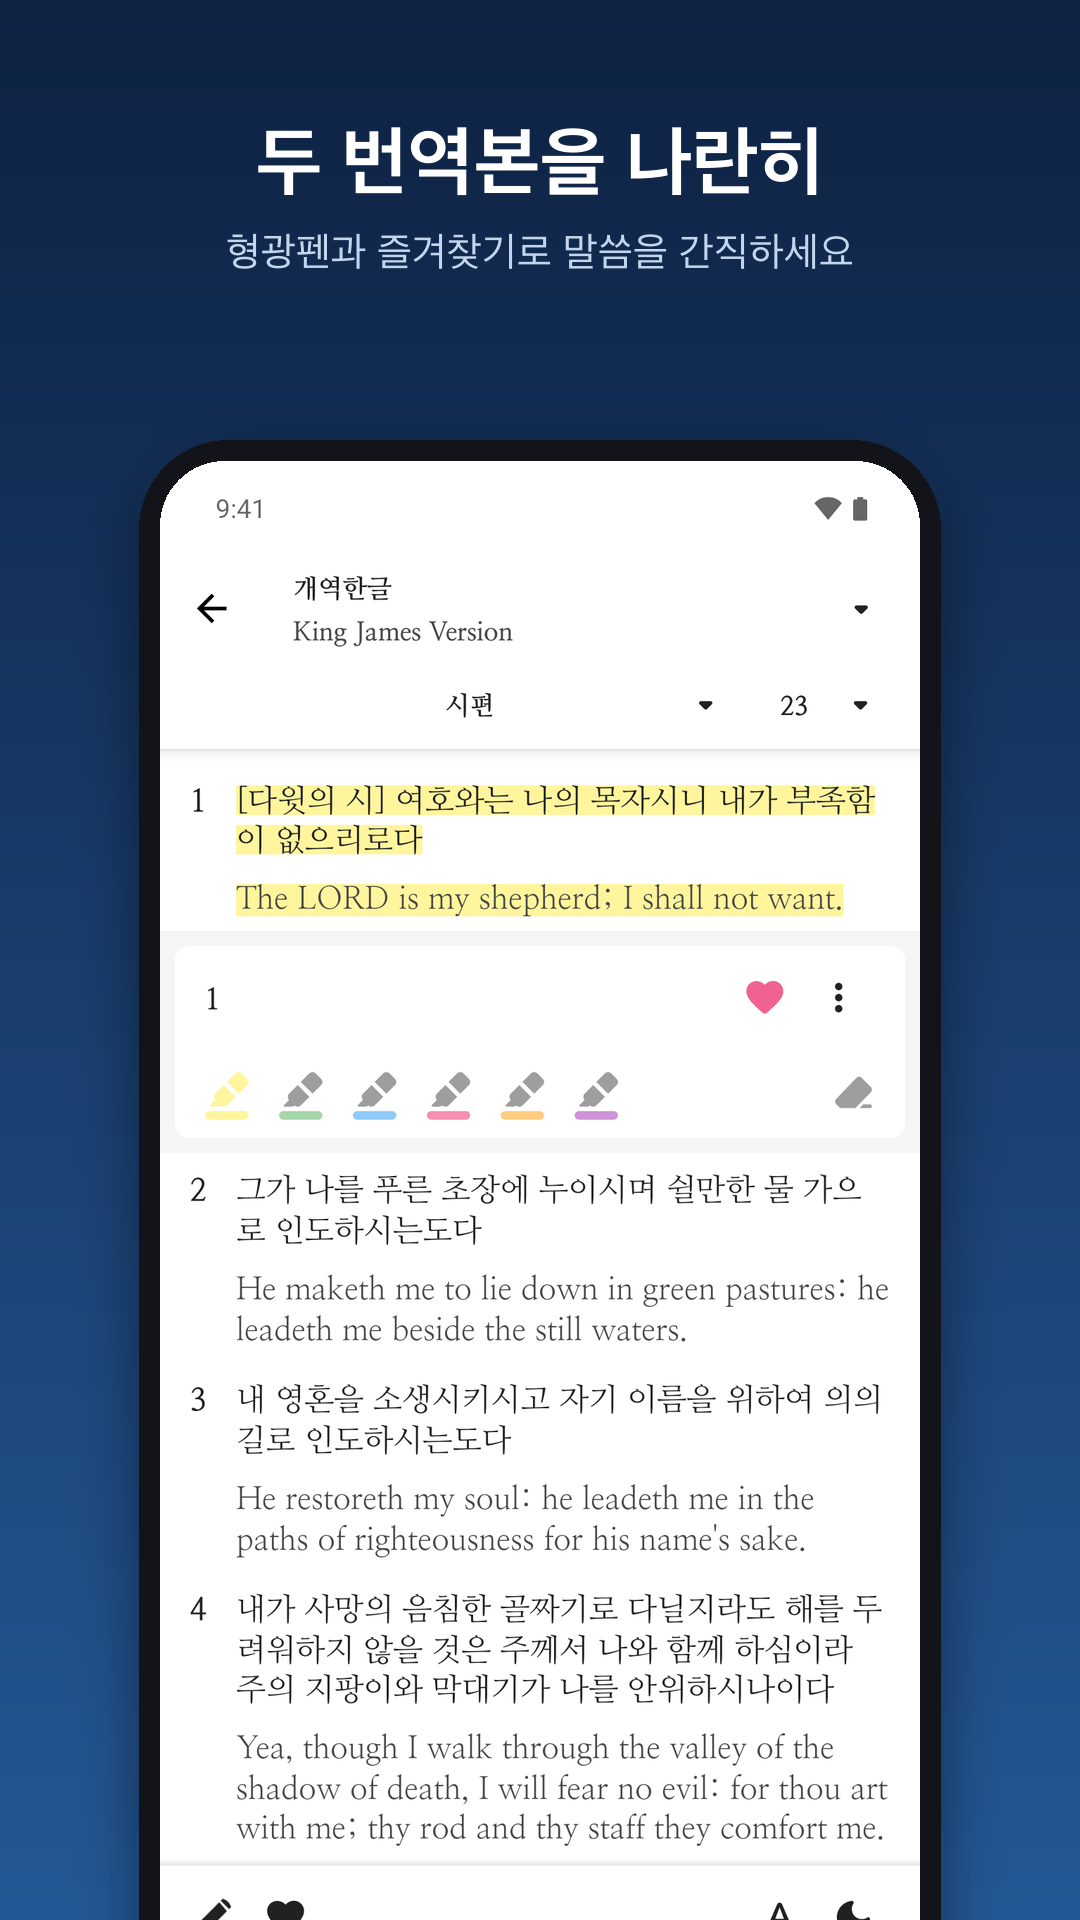 두 번역본을 나란히
형광펜과 즐겨찾기로 말씀을 간직하세요
9:41
개역한글
King James Version
시편 23
1 [다윗의 시] 여호와는 나의 목자시니 내가 부족함
이 없으리로다
The LORD is my shepherd; I shall not want.
1
2 그가 나를 푸른 초장에 누이시며 쉴만한 물 가으
로 인도하시는도다
He maketh me to lie down in green pastures: he
leadeth me beside the still waters.
3 내 영혼을 소생시키시고 자기 이름을 위하여 의의
길로 인도하시는도다
He restoreth my soul: he leadeth me in the
paths of righteousness for his name's sake.
4 내가 사망의 음침한 골짜기로 다닐지라도 해를 두
려워하지 않을 것은 주께서 나와 함께 하심이라
주의 지팡이와 막대기가 나를 안위하시나이다
Yea, though I walk through the valley of the
shadow of death, I will fear no evil: for thou art
with me; thy rod and thy staff they comfort me.
A